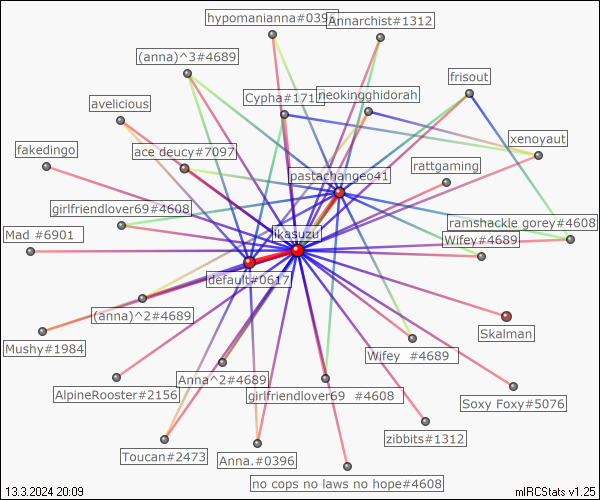 hypomanianna#0396
Annarchist#1312
(anna)^3#4689
frisout
Cypha#171
neokingghidorah
avelicious
xenoyaut
fakedingo
ace deucy#7097
rattgaming
pastachangeo41
girlfriendlover69#4608
ramshackle gorey#4608
Mad #6901
likasuzu
Wifey#4689
default#0617
(anna)^2#4689
Skalman
Mushy#1984
Wifey #4689
Anna^2#4689
AlpineRooster#2156
girlfriendlover69 #4608
Soxy Foxy#5076
zibbits#1312
Toucan#2473
Anna.#0396
no cops no laws no hope#4608
13.3.2024 20:09
mIRCStats v1.25